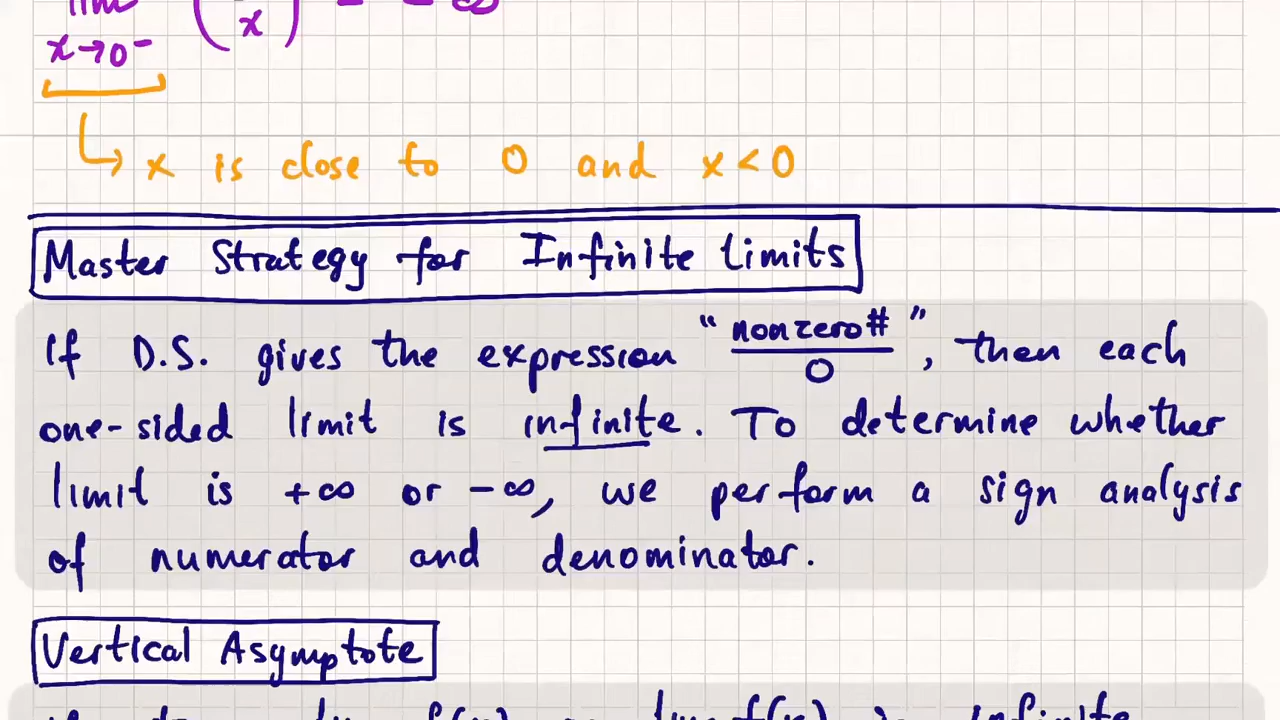 lim (1/x) = -∞
x→0⁻
↳ x is close to 0 and x < 0
Master Strategy for Infinite Limits
If D.S. gives the expression "nonzero#/0", then each
one-sided limit is infinite. To determine whether
limit is +∞ or -∞, we perform a sign analysis
of numerator and denominator.
Vertical Asymptote